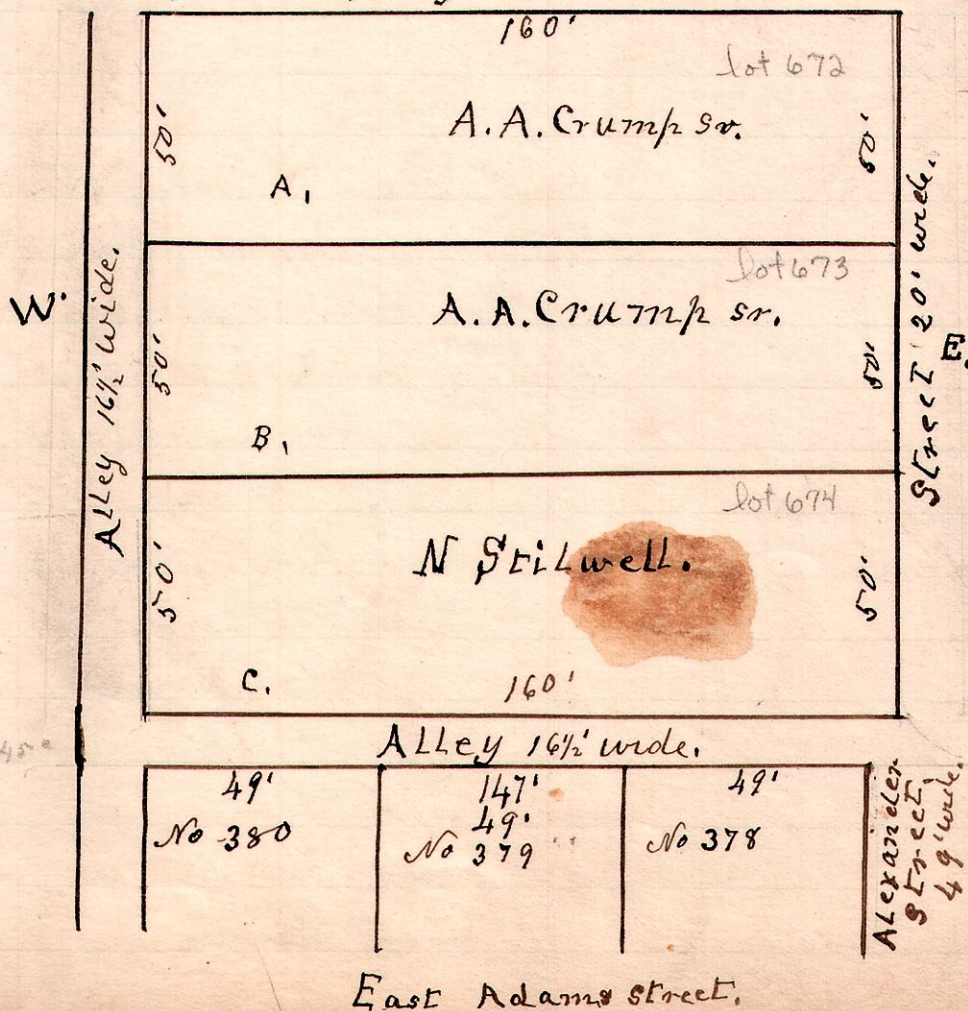 160'
lot 672
50'
A.A. Crump sr.
50'
A,
lot 673
W.
Alley 16½' wide.
50'
A.A. Crump sr.
50'
Street 20' wide.
E.
B,
lot 674
50'
N Stilwell.
50'
C.
160'
Alley 16½' wide.
45°
49'
No 380
147'
49'
No 379
49'
No 378
Alexander
Street,
49' wide.
East Adams street.